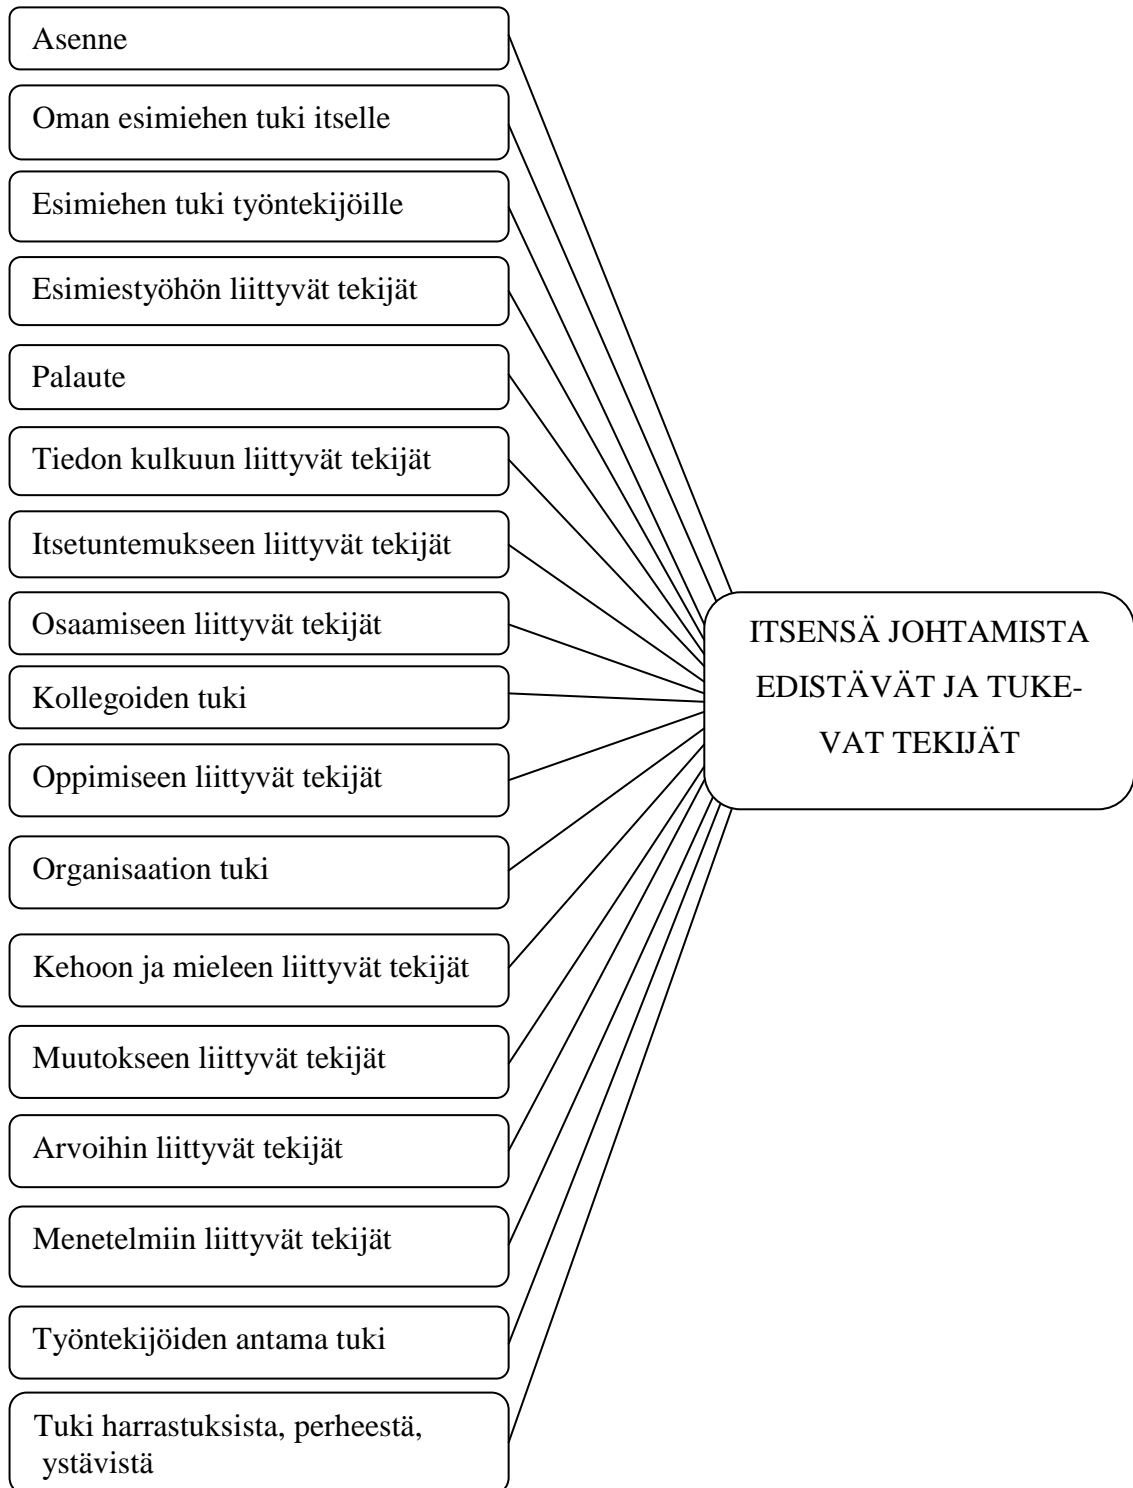 Asenne
Oman esimiehen tuki itselle
Esimiehen tuki työntekijöille
Esimiestyöhön liittyvät tekijät
Palaute
Tiedon kulkuun liittyvät tekijät
Itsetuntemukseen liittyvät tekijät
Osaamiseen liittyvät tekijät
Kollegoiden tuki
Oppimiseen liittyvät tekijät
Organisaation tuki
Kehoon ja mieleen liittyvät tekijät
Muutokseen liittyvät tekijät
Arvoihin liittyvät tekijät
Menetelmiin liittyvät tekijät
Työntekijöiden antama tuki
Tuki harrastuksista, perheestä,
ystävistä
ITSENSÄ JOHTAMISTA
EDISTÄVÄT JA TUKE-
VAT TEKIJÄT